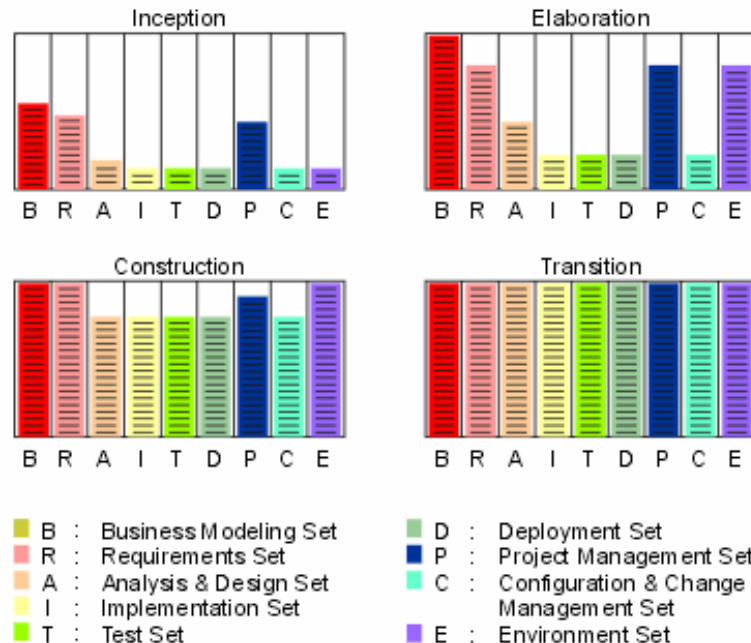 Inception
B R A I T D P C E
Elaboration
B R A I T D P C E
Construction
B R A I T D P C E
Transition
B R A I T D P C E
B : Business Modeling Set
R : Requirements Set
A : Analysis & Design Set
I : Implementation Set
T : Test Set
D : Deployment Set
P : Project Management Set
C : Configuration & Change
Management Set
E : Environment Set